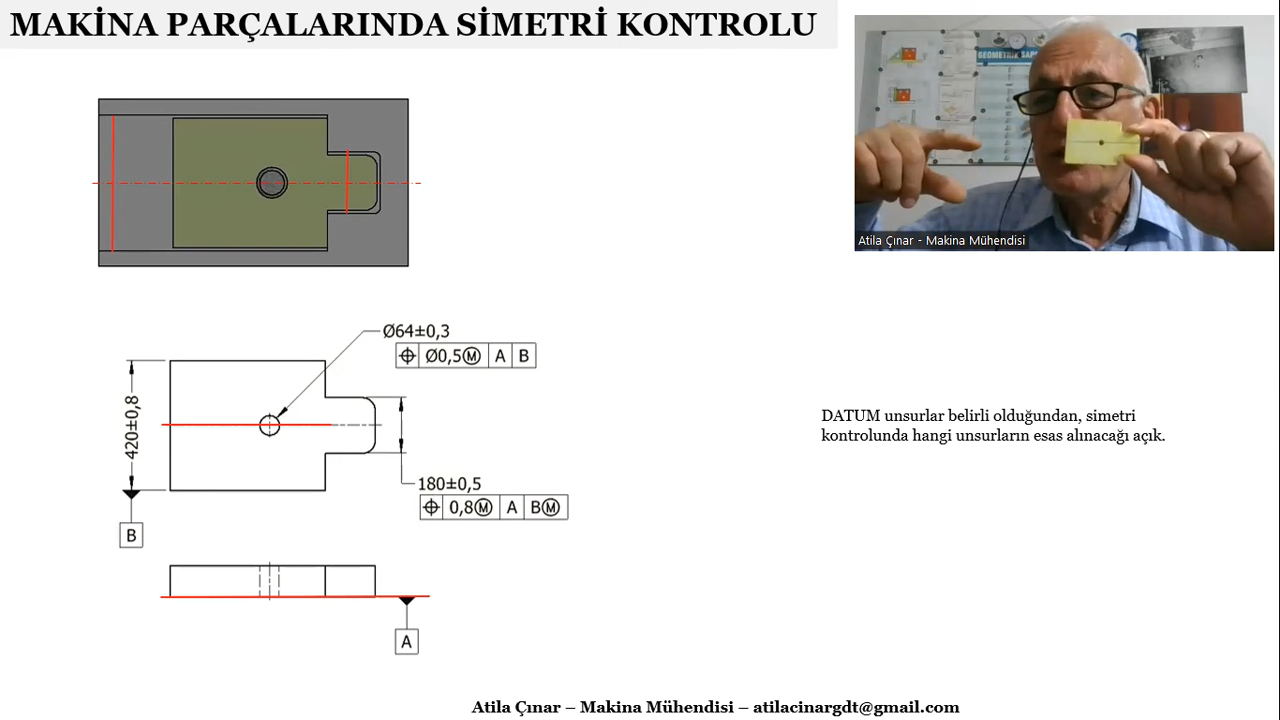 MAKİNA PARÇALARINDA SİMETRİ KONTROLU
Atila Çınar - Makina Mühendisi
Ø64±0,3
⌖ Ø0,5Ⓜ A B
420±0,8
180±0,5
⌖ 0,8Ⓜ A BⓂ
B
A
DATUM unsurlar belirli olduğundan, simetri
kontrolunda hangi unsurların esas alınacağı açık.
Atila Çınar – Makina Mühendisi – atilacinargdt@gmail.com